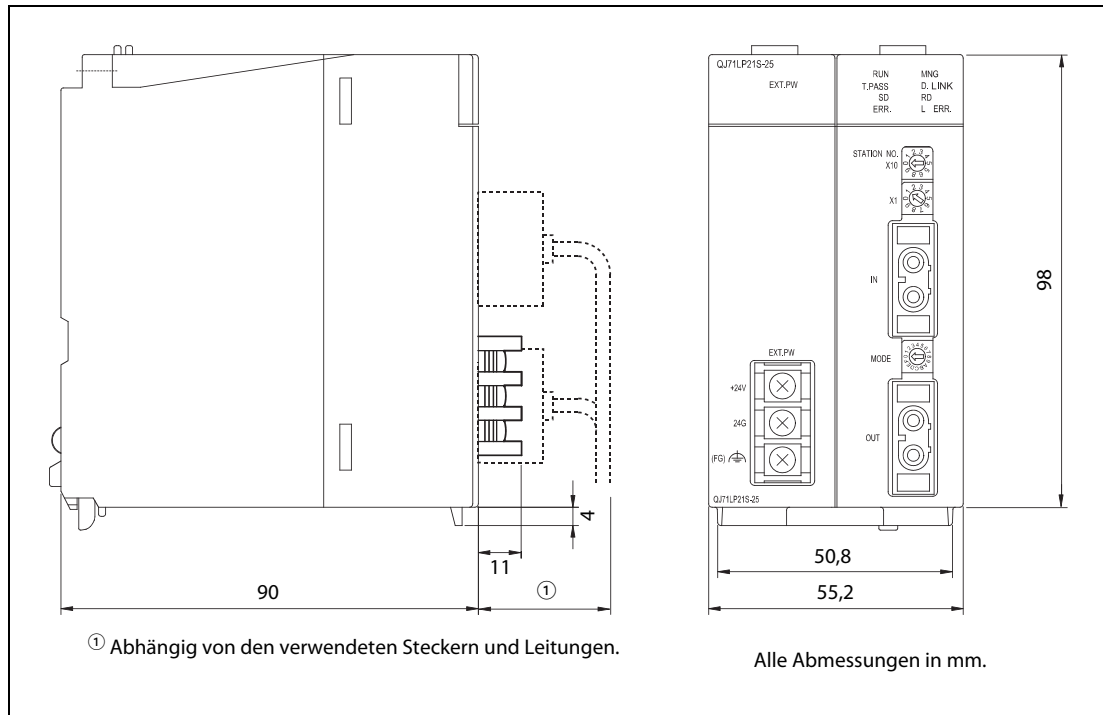 QJ71LP21S-25
EXT.PW
RUN MNG
T.PASS D. LINK
SD RD
ERR. L ERR.
STATION NO.
X10
X1
IN
MODE
OUT
EXT.PW
+24V
24G
(FG)
QJ71LP21S-25
98
4
11
90
①
50,8
55,2
① Abhängig von den verwendeten Steckern und Leitungen.
Alle Abmessungen in mm.